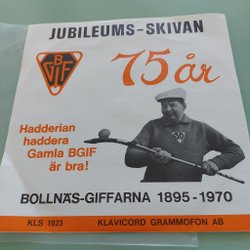 JUBILEUMS-SKIVAN
BGIF
75 år
Hadderian
haddera
Gamla BGIF
är bra!
BOLLNÄS-GIFFARNA 1895-1970
KLS 1023 KLAVICORD GRAMMOFON AB